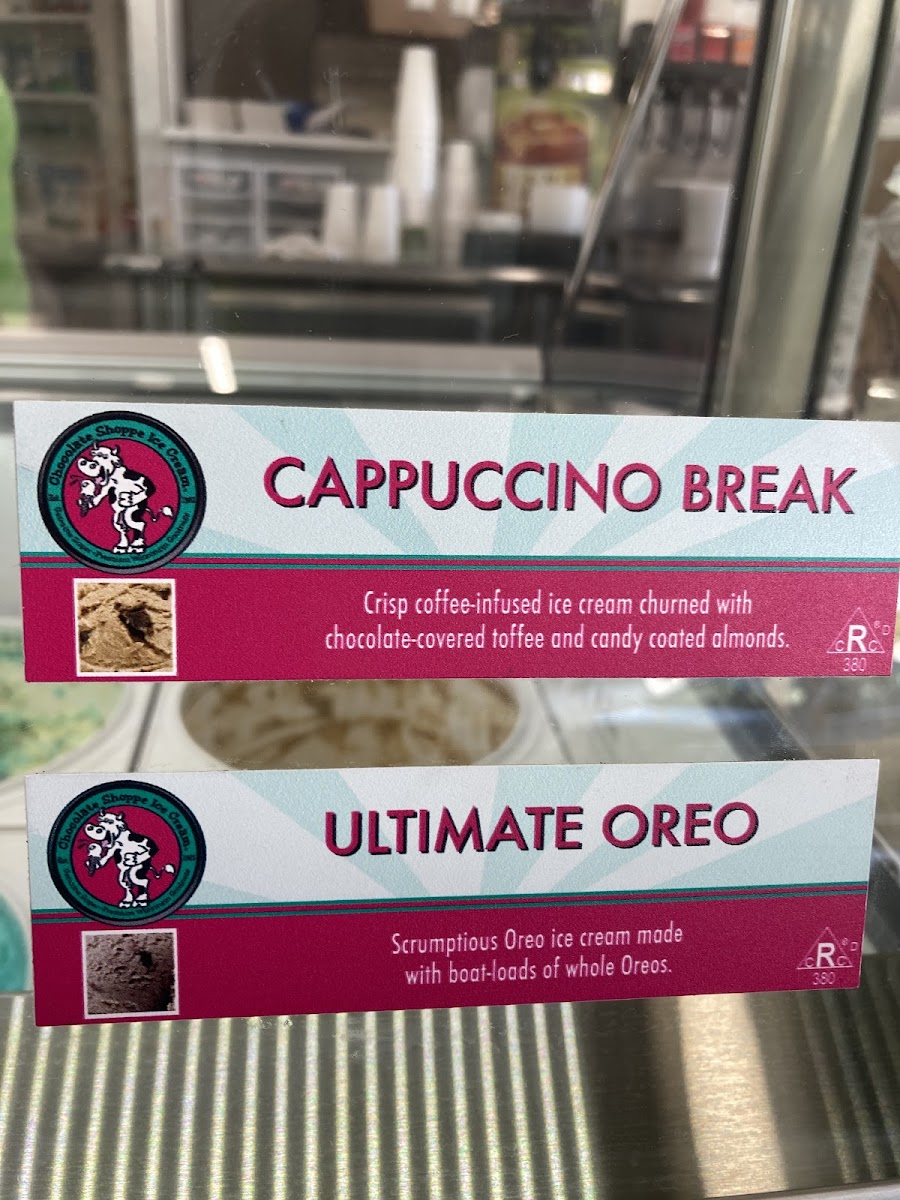 Chocolate Shoppe Ice Cream
CAPPUCCINO BREAK
Crisp coffee-infused ice cream churned with
chocolate-covered toffee and candy coated almonds.
CRC ® D
380
Chocolate Shoppe Ice Cream
ULTIMATE OREO
Scrumptious Oreo ice cream made
with boat-loads of whole Oreos.
CRC ® D
380